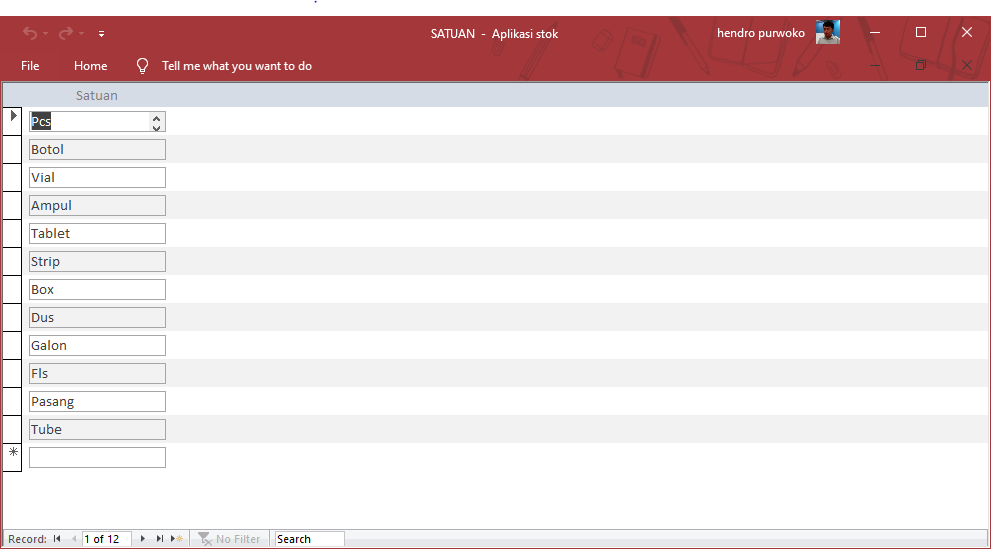 SATUAN - Aplikasi stok
hendro purwoko
File Home Tell me what you want to do
Satuan
Pcs
Botol
Vial
Ampul
Tablet
Strip
Box
Dus
Galon
Fls
Pasang
Tube
Record: 1 of 12 No Filter Search